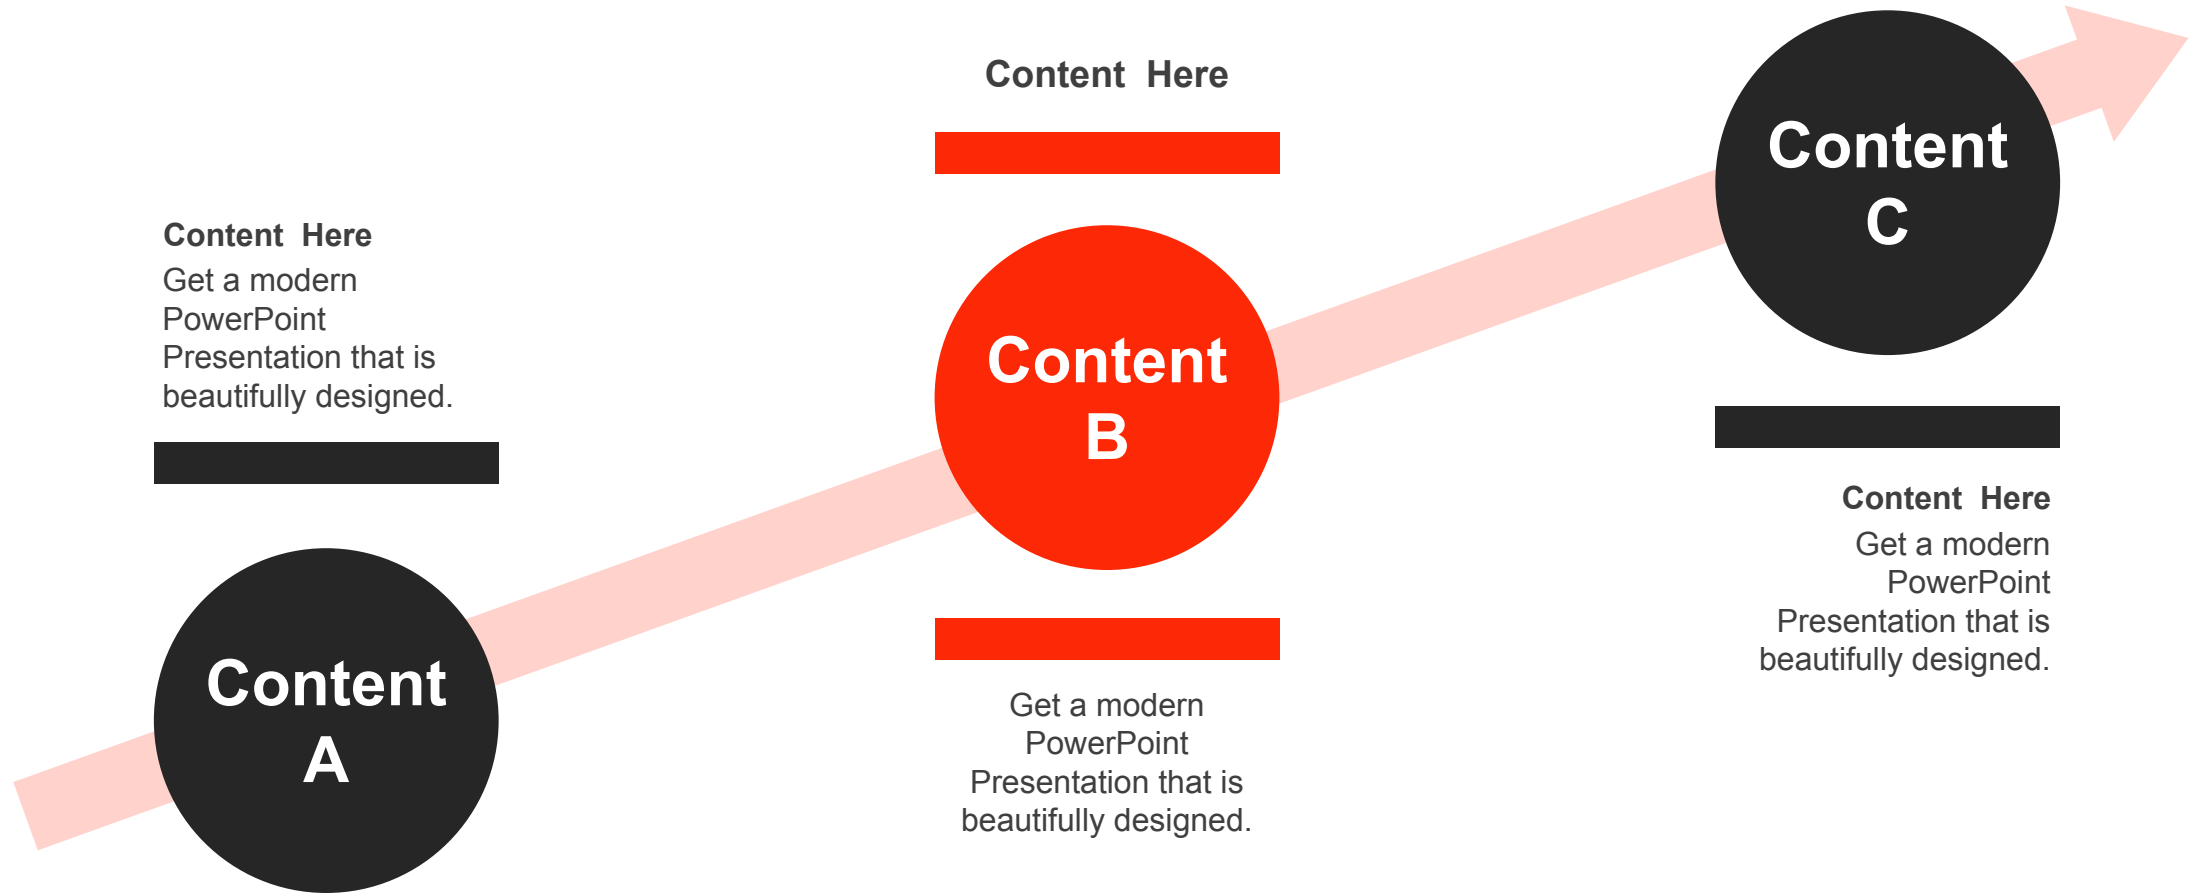 Content  Here
Get a modern
PowerPoint
Presentation that is
beautifully designed.
Content
A
Content  Here
Content
B
Get a modern
PowerPoint
Presentation that is
beautifully designed.
Content
C
Content  Here
Get a modern
PowerPoint
Presentation that is
beautifully designed.